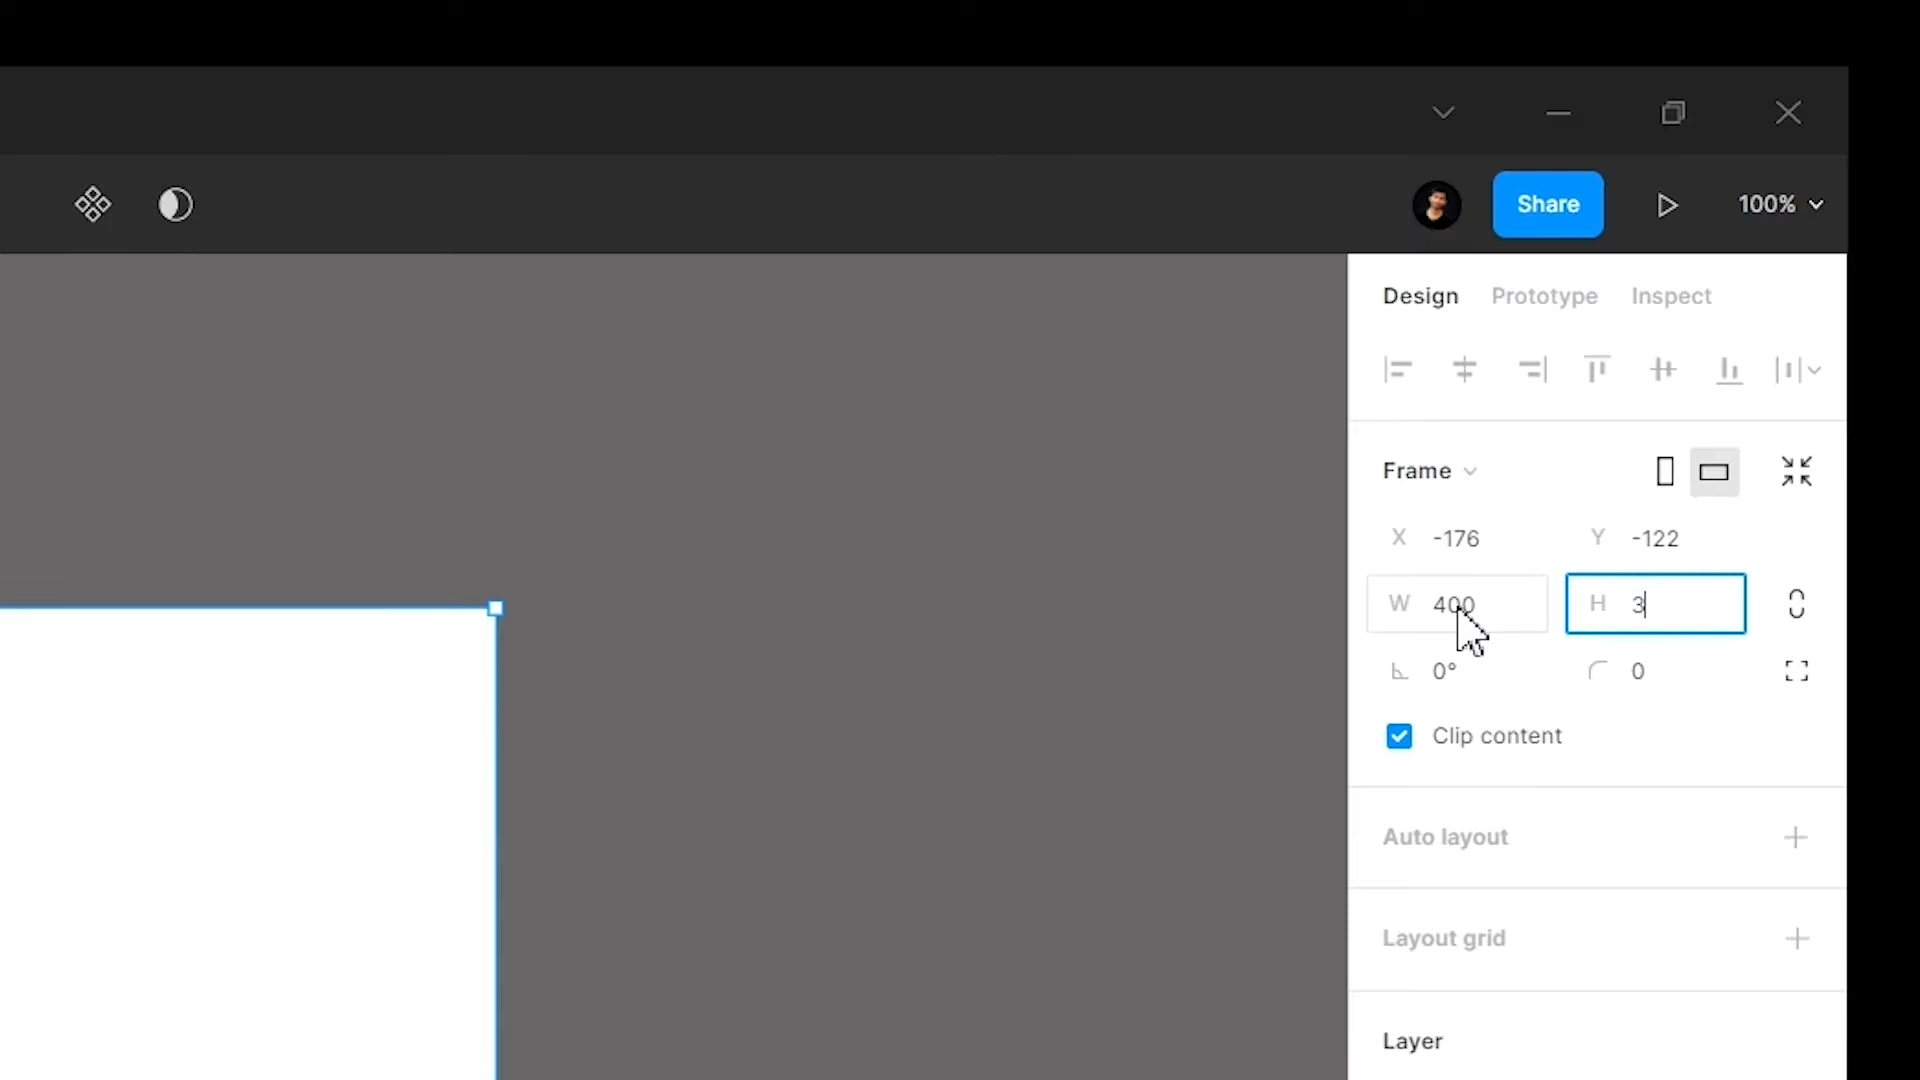 Share
100%
Design Prototype Inspect
Frame
X -176 Y -122
W 400 H 3
0° 0
Clip content
Auto layout
Layout grid
Layer